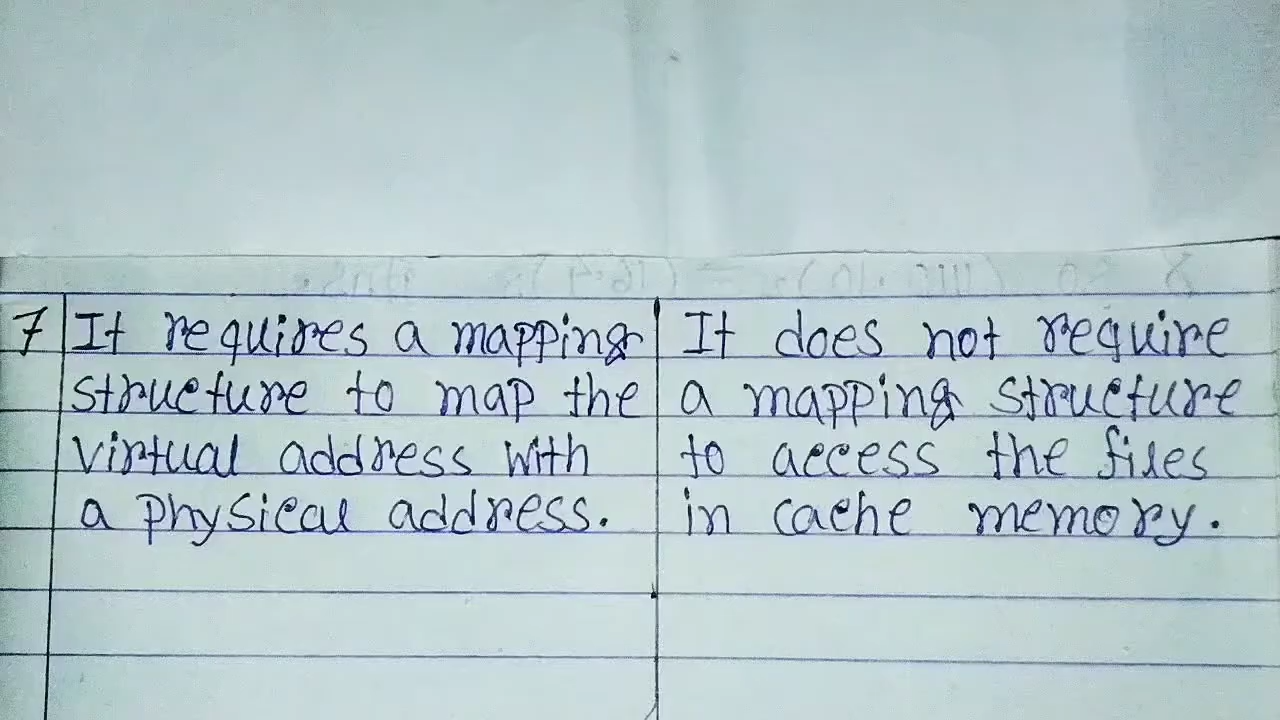 7 It requires a mapping
structure to map the
virtual address with
a physical address.
It does not require
a mapping structure
to access the files
in cache memory.